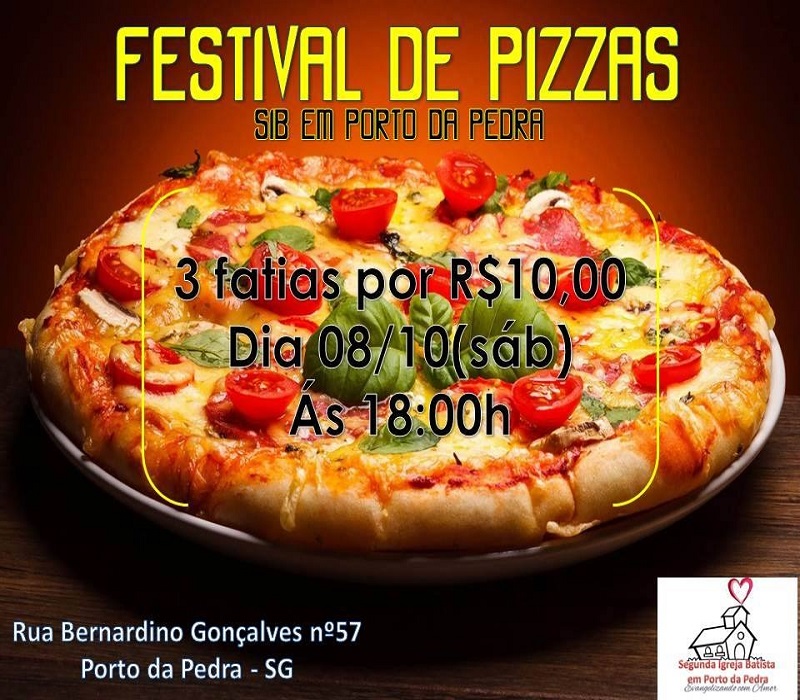 FESTIVAL DE PIZZAS
SIB EM PORTO DA PEDRA
3 fatias por R$10,00
Dia 08/10(sáb)
Ás 18:00h
Rua Bernardino Gonçalves nº57
Porto da Pedra - SG
Segunda Igreja Batista
em Porto da Pedra
Evangelizando com Amor